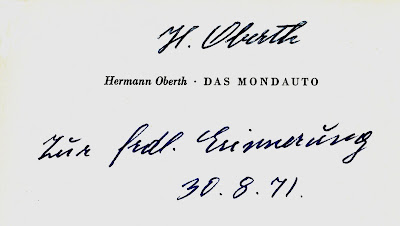 H. Oberth
Hermann Oberth · DAS MONDAUTO
Zur frdl. Erinnerung
30.8.71.